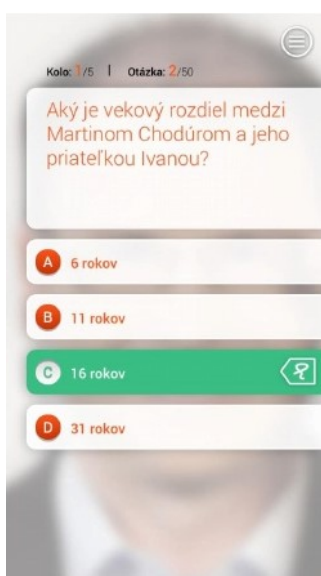 Kolo: 1/5 | Otázka: 2/50
Aký je vekový rozdiel medzi
Martinom Chodúrom a jeho
priateľkou Ivanou?
A 6 rokov
B 11 rokov
C 16 rokov
D 31 rokov